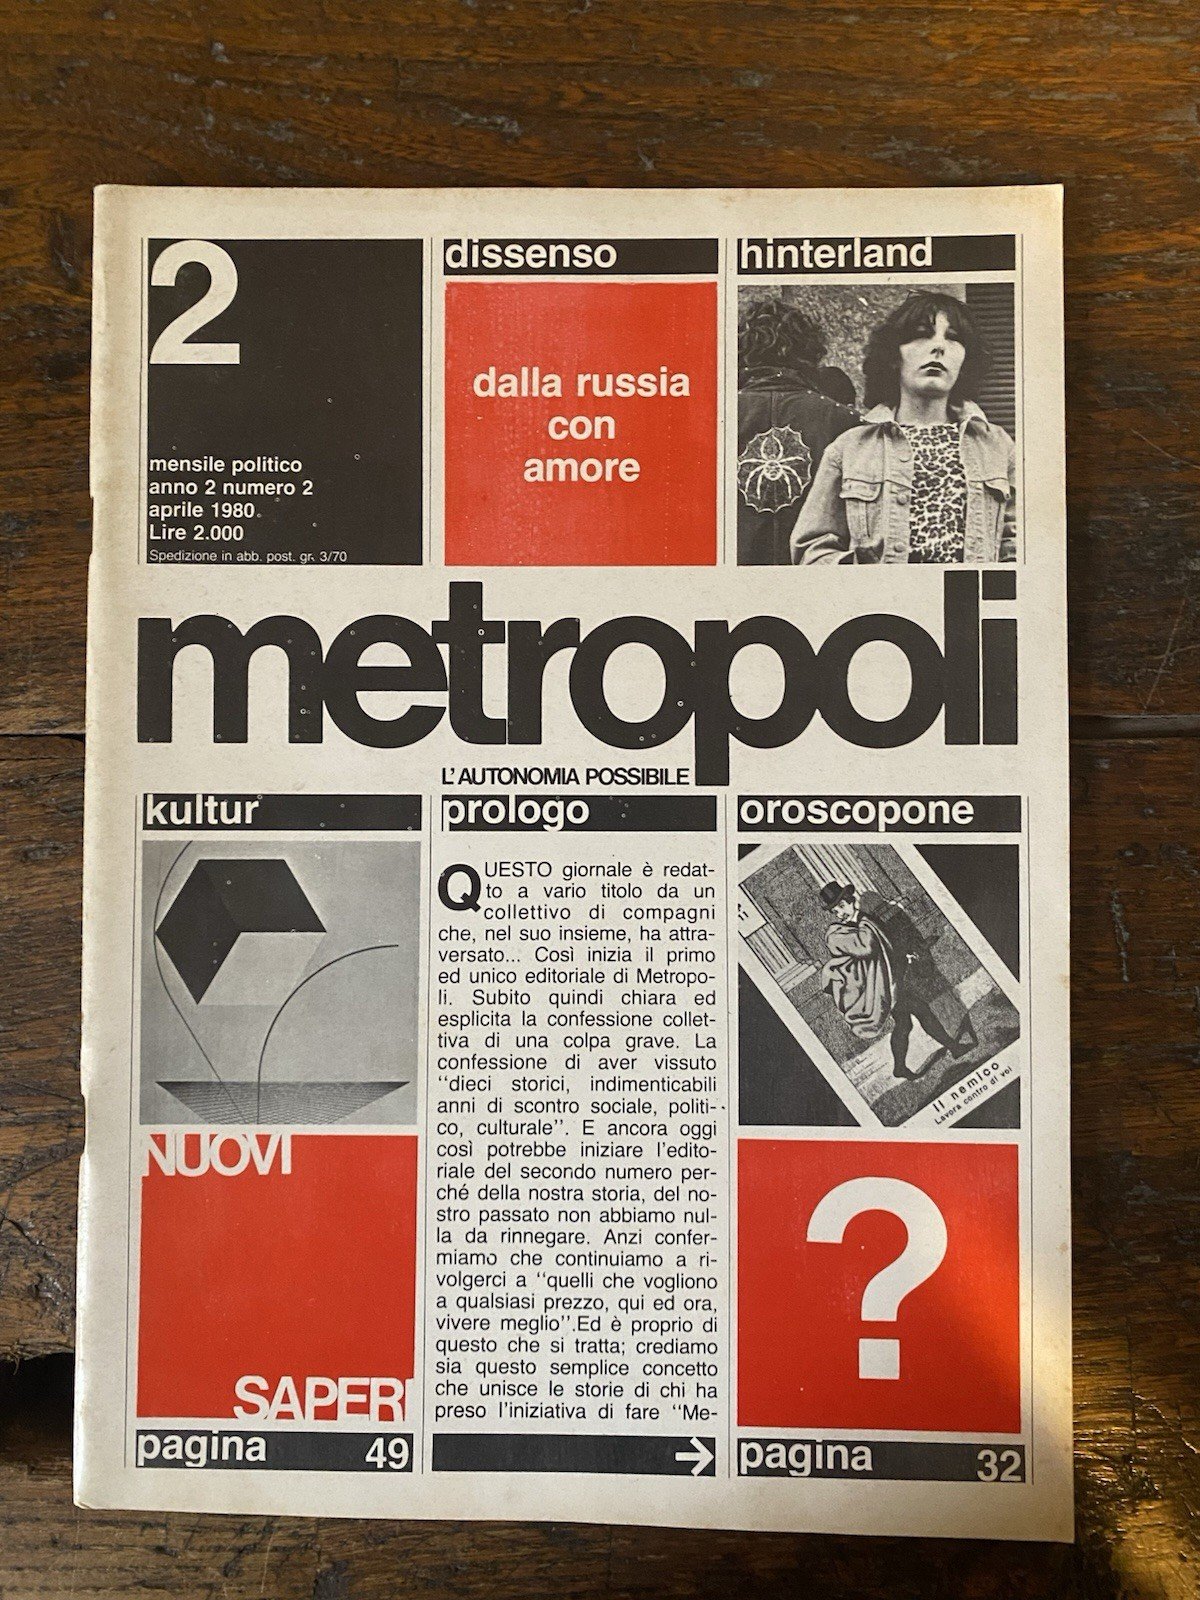 2
mensile politico
anno 2 numero 2
aprile 1980
Lire 2.000
Spedizione in abb. post. gr. 3/70
dissenso
dalla russia
con
amore
hinterland
metropoli
L'AUTONOMIA POSSIBILE
kultur
NUOVI
SAPERI
pagina 49
prologo
QUESTO giornale è redat-
to a vario titolo da un
collettivo di compagni
che, nel suo insieme, ha attra-
versato... Così inizia il primo
ed unico editoriale di Metropo-
li. Subito quindi chiara ed
esplicita la confessione collet-
tiva di una colpa grave. La
confessione di aver vissuto
"dieci storici, indimenticabili
anni di scontro sociale, politi-
co, culturale". E ancora oggi
così potrebbe iniziare l'edito-
riale del secondo numero per-
ché della nostra storia, del no-
stro passato non abbiamo nul-
la da rinnegare. Anzi confer-
miamo che continuiamo a ri-
volgerci a "quelli che vogliono
a qualsiasi prezzo, qui ed ora,
vivere meglio".Ed è proprio di
questo che si tratta; crediamo
sia questo semplice concetto
che unisce le storie di chi ha
preso l'iniziativa di fare "Me-
oroscopone
il nemico
Lavora contro di voi
?
pagina 32